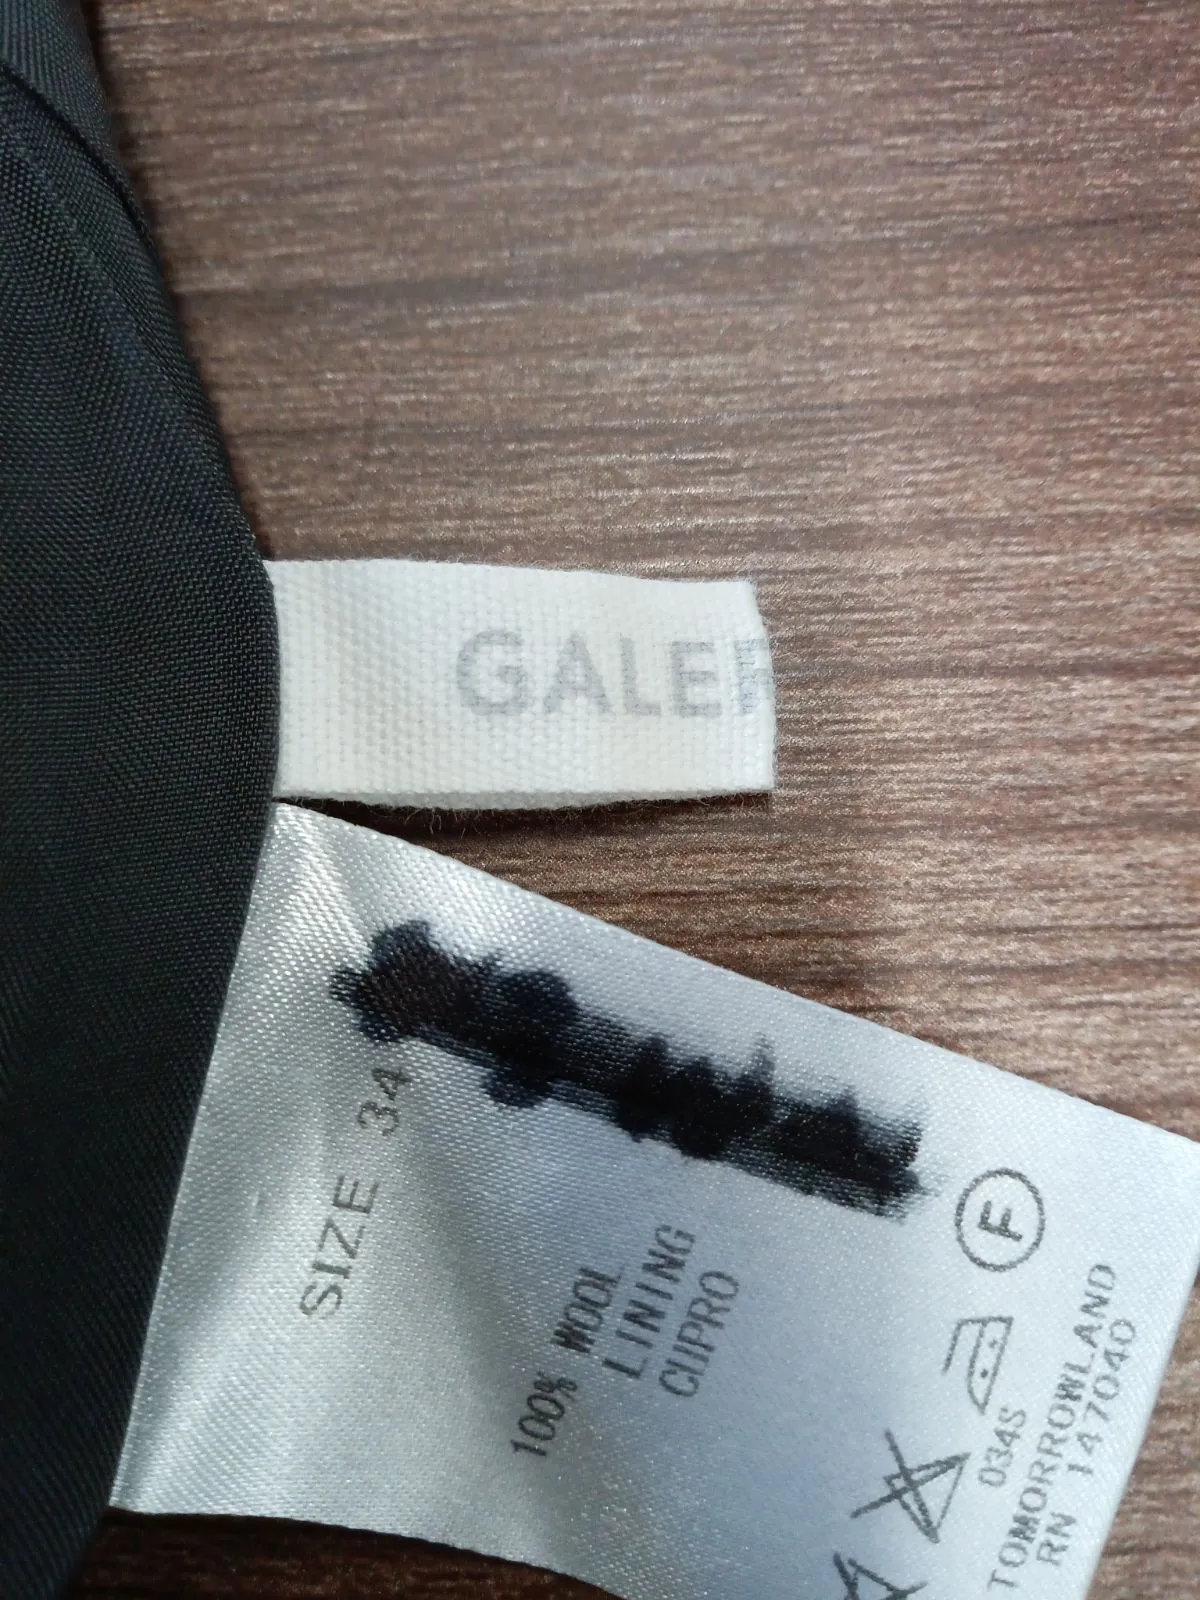 GALE
SIZE 34
100% WOOL
LINING
CUPRO
F
034S
TOMORROWLAND
RN 147040